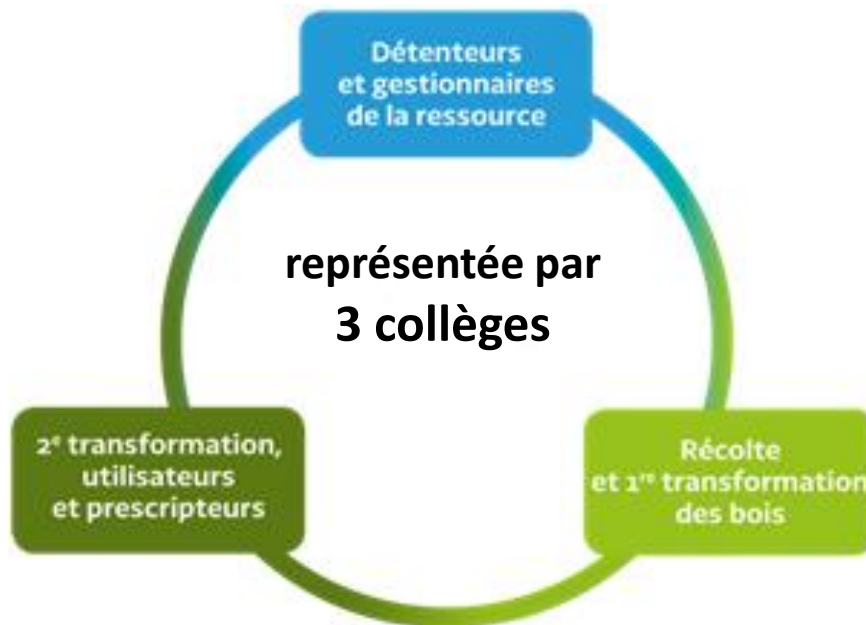 Détenteurs
et gestionnaires
de la ressource
représentée par
3 collèges
2ᵉ transformation,
utilisateurs
et prescripteurs
Récolte
et 1ʳᵉ transformation
des bois